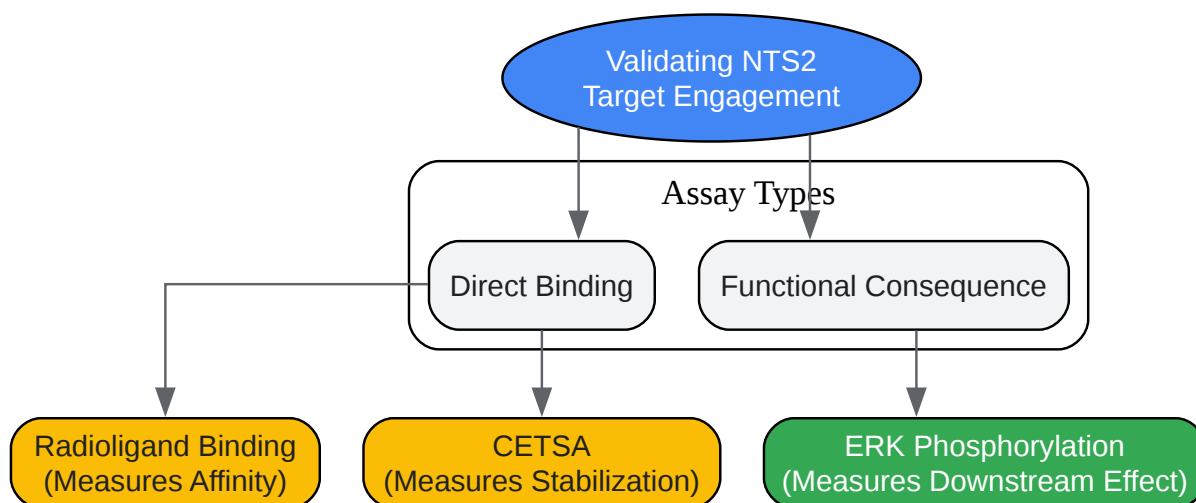 Validating NTS2
Target Engagement
Assay Types
Direct Binding
Functional Consequence
Radioligand Binding
(Measures Affinity)
CETSA
(Measures Stabilization)
ERK Phosphorylation
(Measures Downstream Effect)